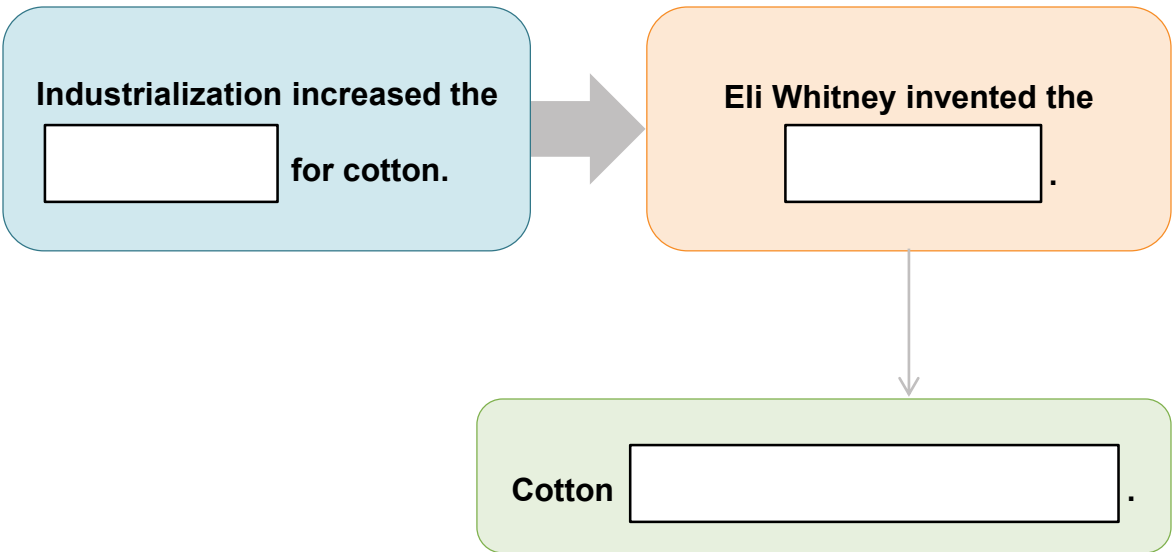 Industrialization increased the
for cotton.
Eli Whitney invented the
.
Cotton .